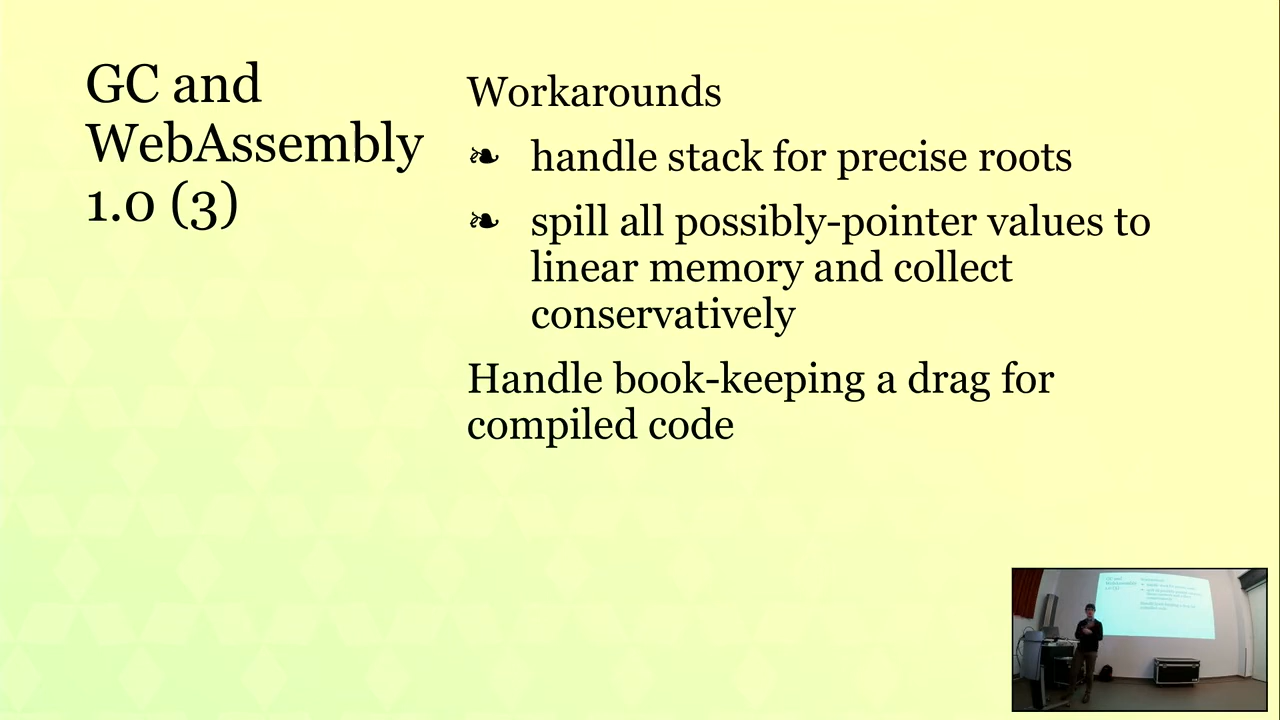 GC and
WebAssembly
1.0 (3)
Workarounds
❧ handle stack for precise roots
❧ spill all possibly-pointer values to
linear memory and collect
conservatively
Handle book-keeping a drag for
compiled code